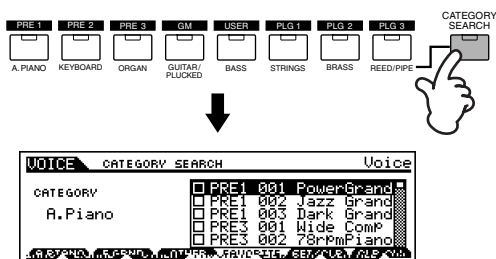 CATEGORY SEARCH
PRE 1 PRE 2 PRE 3 GM USER PLG 1 PLG 2 PLG 3
A. PIANO KEYBOARD ORGAN GUITAR/ PLUCKED BASS STRINGS BRASS REED/PIPE
VOICE CATEGORY SEARCH Voice
CATEGORY
A.Piano
PRE1 001 PowerGrand
PRE1 002 Jazz Grand
PRE1 003 Dark Grand
PRE3 001 Wide Comp
PRE3 002 78rpmPiano